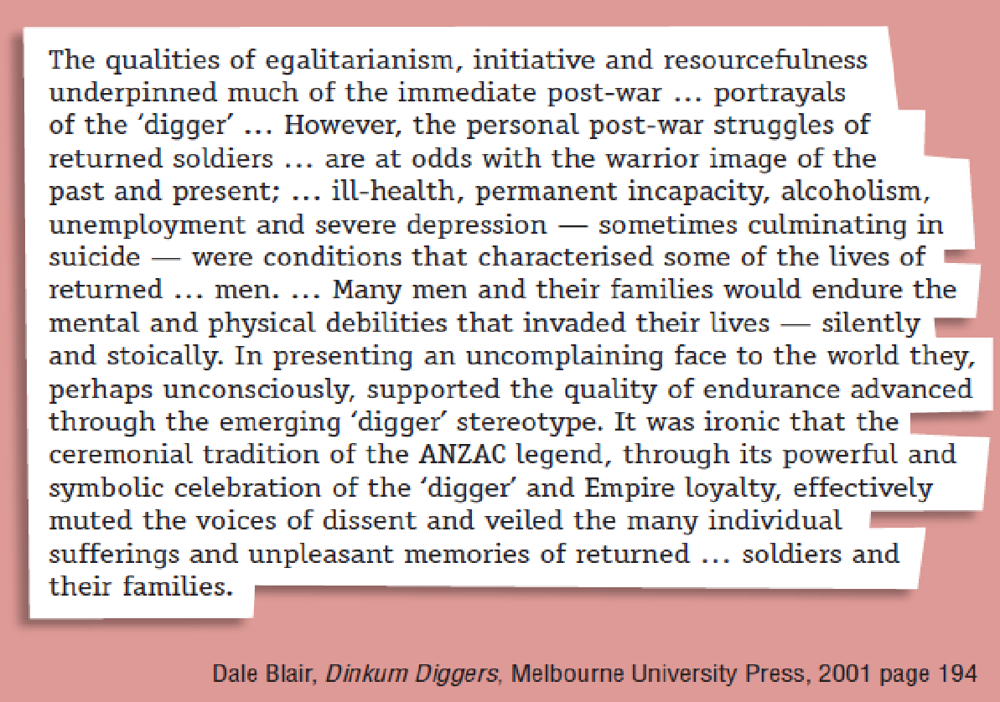 The qualities of egalitarianism, initiative and resourcefulness
underpinned much of the immediate post-war ... portrayals
of the ‘digger’ ... However, the personal post-war struggles of
returned soldiers ... are at odds with the warrior image of the
past and present; ... ill-health, permanent incapacity, alcoholism,
unemployment and severe depression — sometimes culminating in
suicide — were conditions that characterised some of the lives of
returned ... men. ... Many men and their families would endure the
mental and physical debilities that invaded their lives — silently
and stoically. In presenting an uncomplaining face to the world they,
perhaps unconsciously, supported the quality of endurance advanced
through the emerging ‘digger’ stereotype. It was ironic that the
ceremonial tradition of the ANZAC legend, through its powerful and
symbolic celebration of the ‘digger’ and Empire loyalty, effectively
muted the voices of dissent and veiled the many individual
sufferings and unpleasant memories of returned ... soldiers and
their families.
Dale Blair, Dinkum Diggers, Melbourne University Press, 2001 page 194